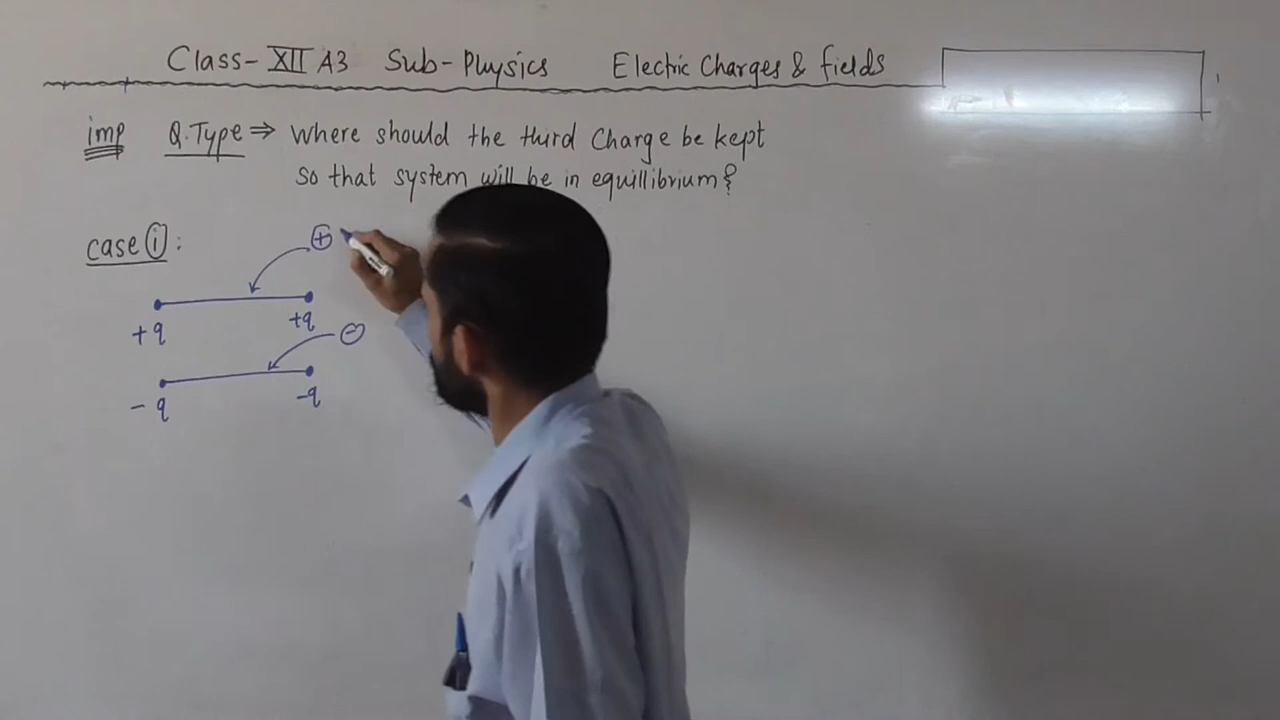 Class-XII A3 Sub-Physics Electric Charges & fields
imp Q.Type ⇒ Where should the third Charge be kept
so that system will be in equillibrium?
case (i) :
+
+q +q
-
-q -q